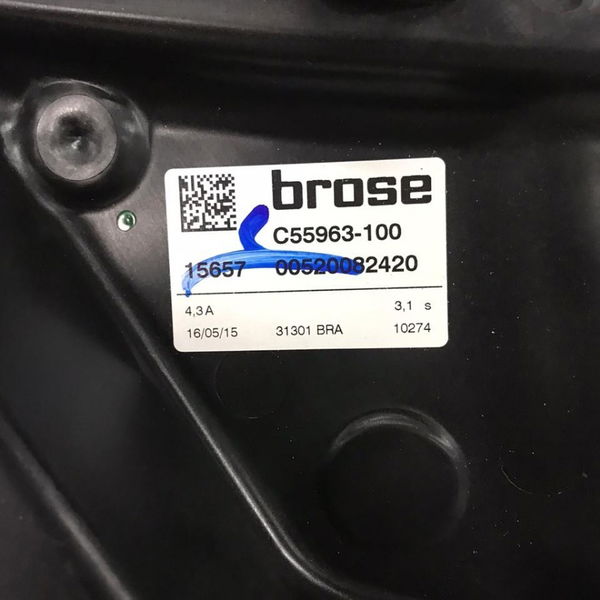 brose
C55963-100
15657 00520082420
4,3A 3,1 s
16/05/15 31301 BRA 10274